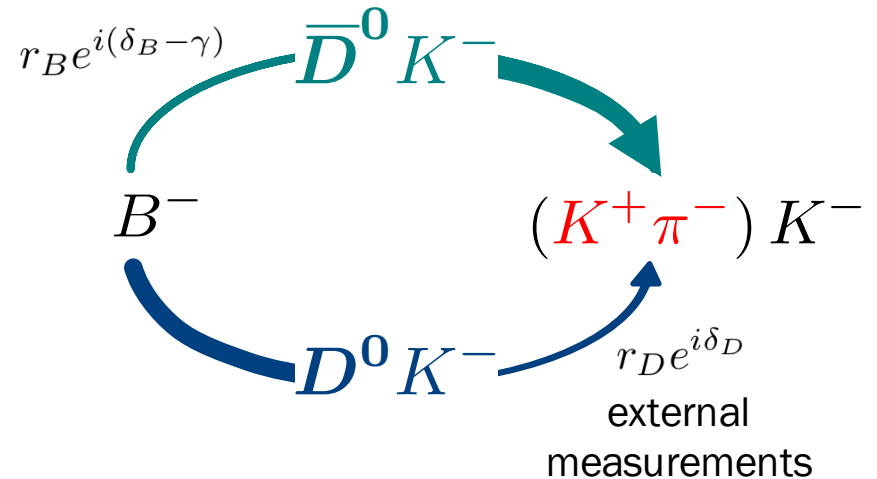 r_B e^{i(δ_B−γ)}
D̅⁰K⁻
B⁻
(K⁺π⁻) K⁻
D⁰K⁻
r_D e^{iδ_D}
external
measurements